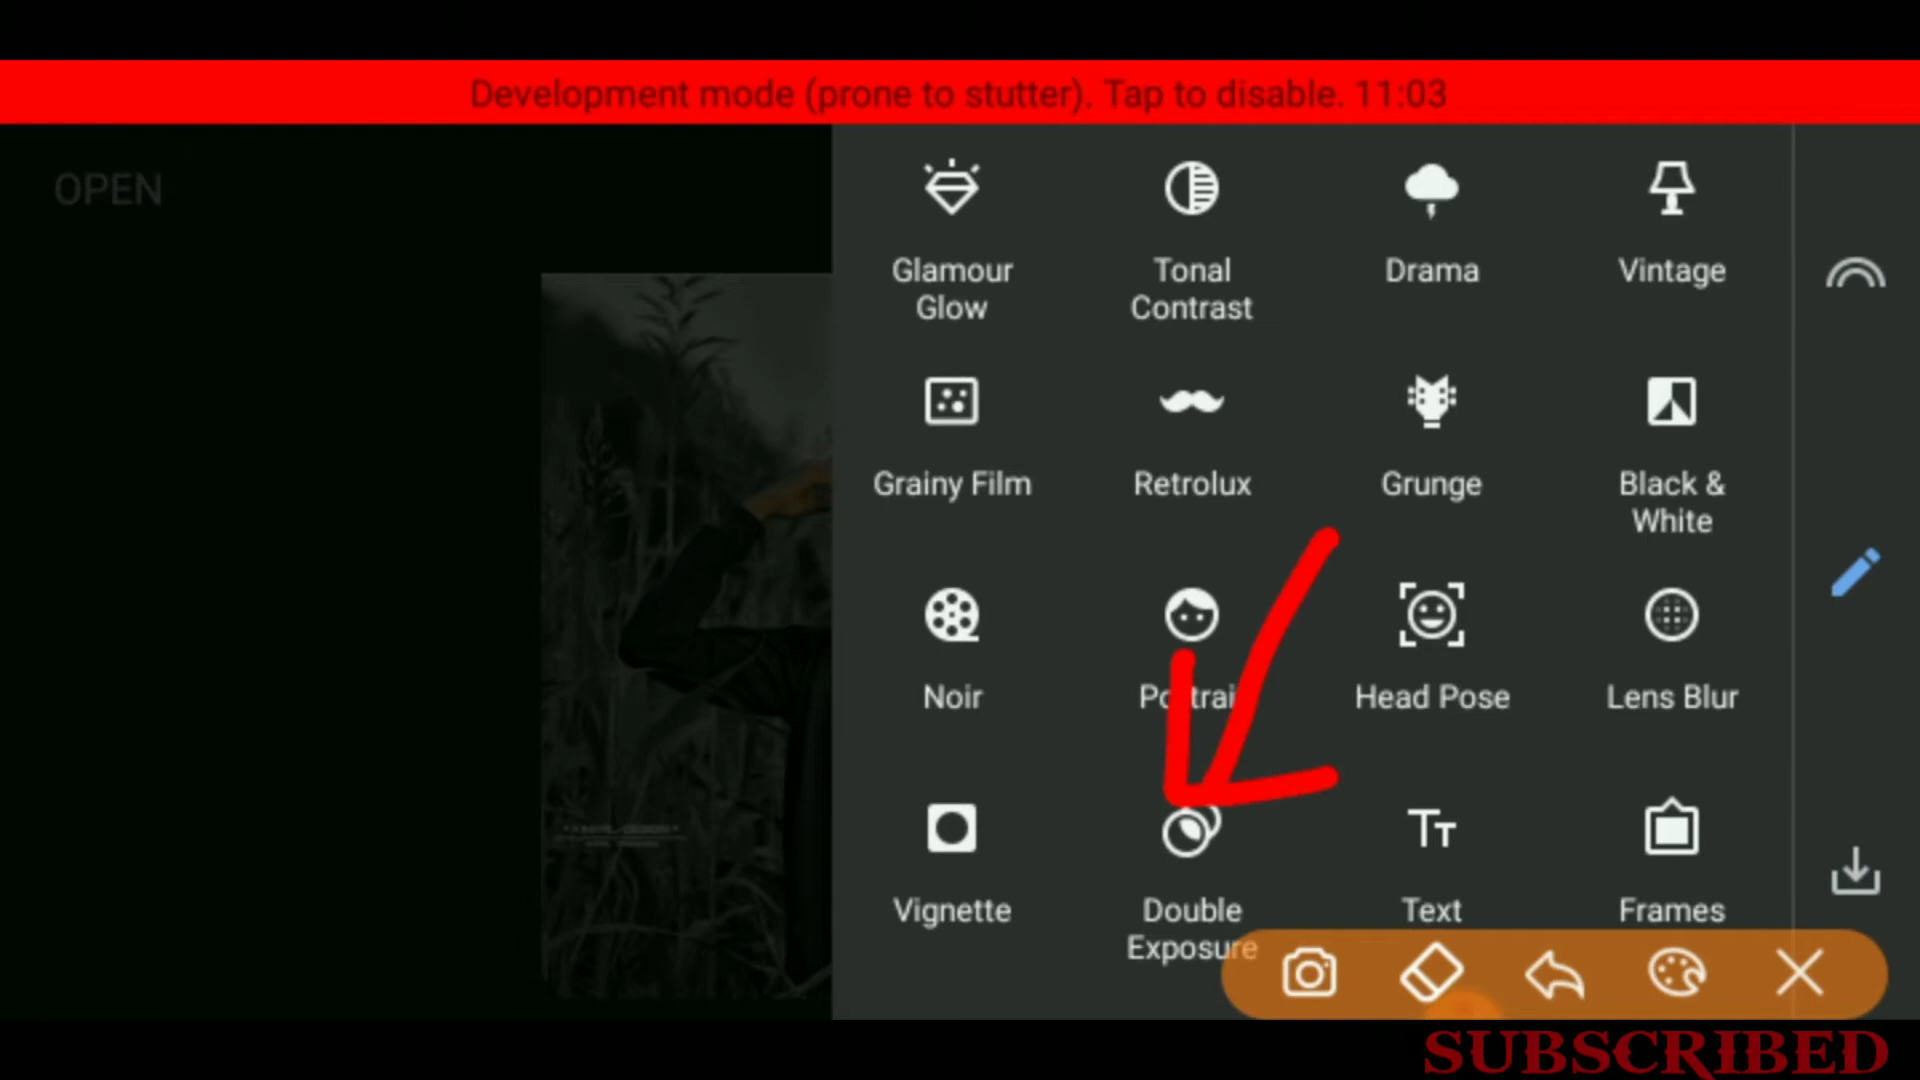 Development mode (prone to stutter). Tap to disable. 11:03
OPEN
Glamour
Glow
Tonal
Contrast
Drama
Vintage
Grainy Film
Retrolux
Grunge
Black &
White
Noir
Portrait
Head Pose
Lens Blur
Vignette
Double
Exposure
Text
Frames
SUBSCRIBED